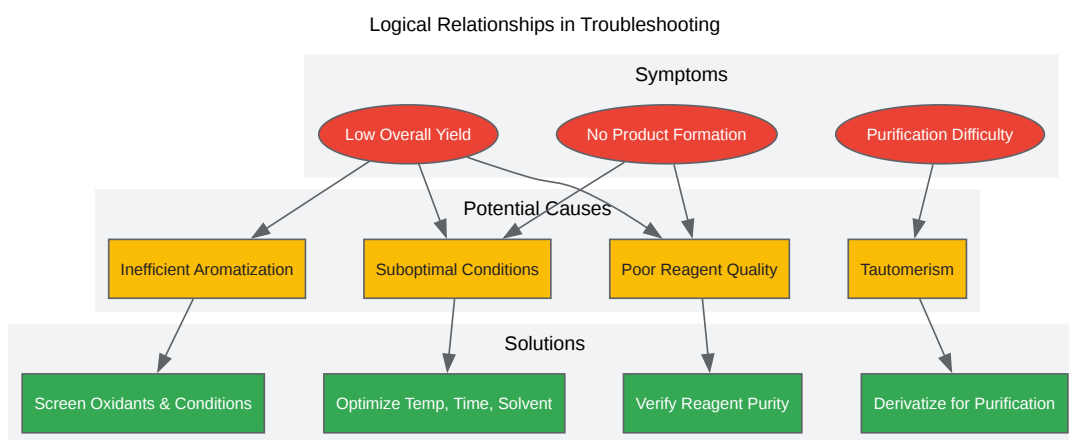 Logical Relationships in Troubleshooting
Symptoms
Low Overall Yield
No Product Formation
Purification Difficulty
Potential Causes
Inefficient Aromatization
Suboptimal Conditions
Poor Reagent Quality
Tautomerism
Solutions
Screen Oxidants & Conditions
Optimize Temp, Time, Solvent
Verify Reagent Purity
Derivatize for Purification